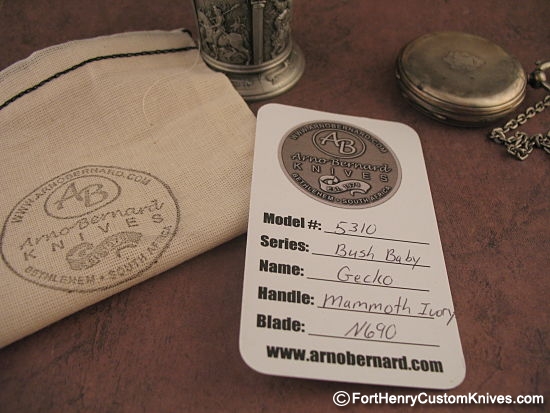 WWW.ARNOBERNARD.COM
AB
Arno Bernard
KNIVES
BETHLEHEM • SOUTH AFRICA
WWW.ARNOBERNARD.COM
AB
Arno Bernard
KNIVES
EST. 1979
BETHLEHEM • SOUTH AFRICA
Model #: 5310
Series: Bush Baby
Name: Gecko
Handle: Mammoth Ivory
Blade: N690
www.arnobernard.com
©FortHenryCustomKnives.com